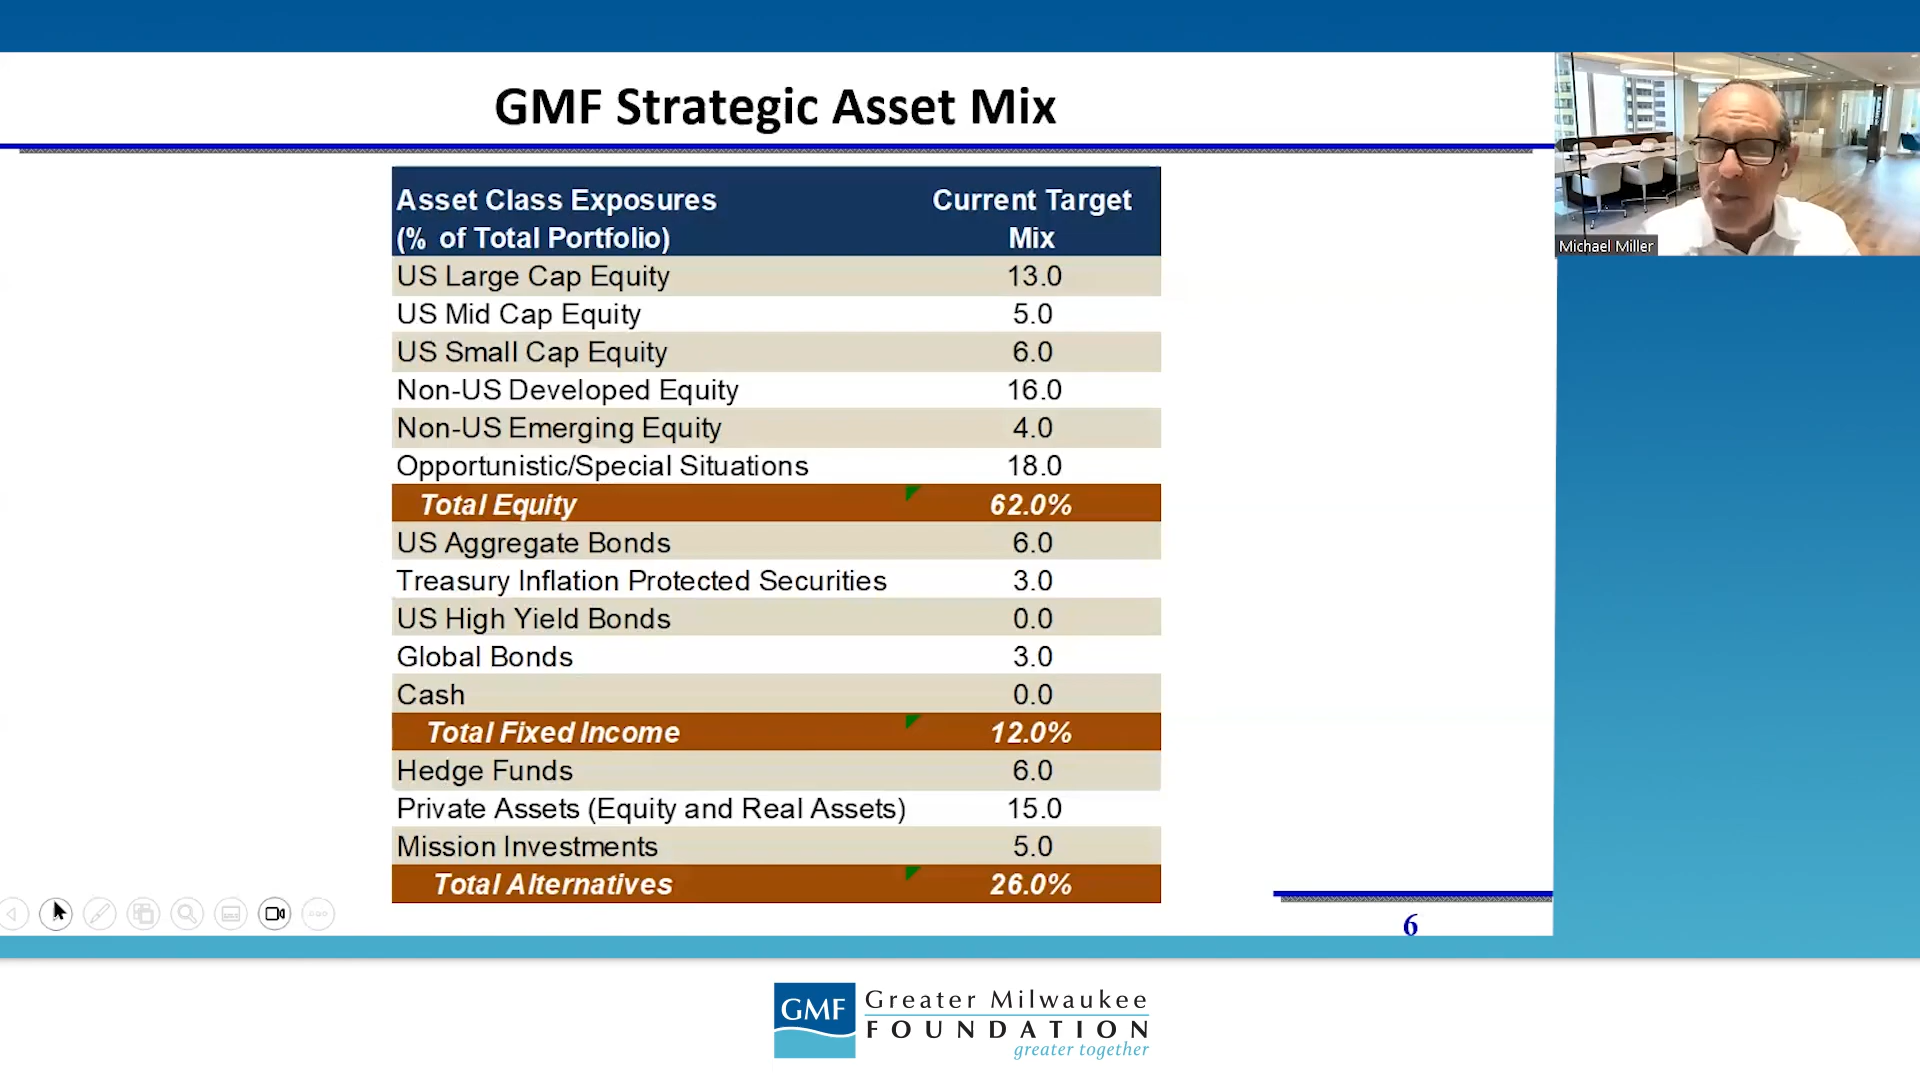 GMF Strategic Asset Mix
Asset Class Exposures Current Target
(% of Total Portfolio) Mix
US Large Cap Equity 13.0
US Mid Cap Equity 5.0
US Small Cap Equity 6.0
Non-US Developed Equity 16.0
Non-US Emerging Equity 4.0
Opportunistic/Special Situations 18.0
Total Equity 62.0%
US Aggregate Bonds 6.0
Treasury Inflation Protected Securities 3.0
US High Yield Bonds 0.0
Global Bonds 3.0
Cash 0.0
Total Fixed Income 12.0%
Hedge Funds 6.0
Private Assets (Equity and Real Assets) 15.0
Mission Investments 5.0
Total Alternatives 26.0%
6
Michael Miller
GMF
Greater Milwaukee
FOUNDATION
greater together